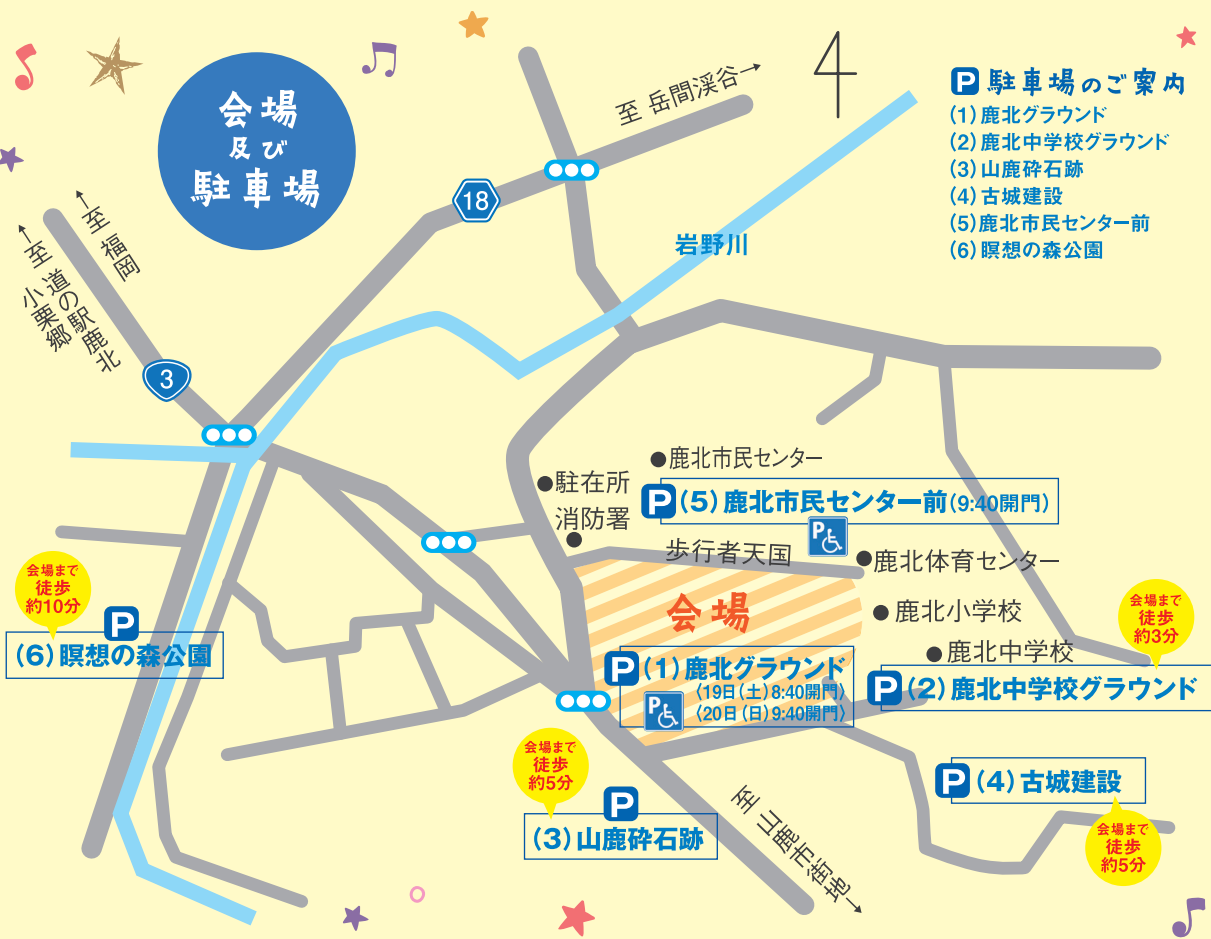 会場
及び
駐車場
P 駐車場のご案内
(1)鹿北グラウンド
(2)鹿北中学校グラウンド
(3)山鹿砕石跡
(4)古城建設
(5)鹿北市民センター前
(6)瞑想の森公園
至 岳間渓谷→
18
岩野川
←至 福岡
←至 道の駅鹿北
小栗郷
3
鹿北市民センター
駐在所
P (5)鹿北市民センター前(9:40開門)
消防署
P
歩行者天国
鹿北体育センター
会場
鹿北小学校
鹿北中学校
会場まで
徒歩
約10分
P
(6)瞑想の森公園
会場まで
徒歩
約3分
P (1)鹿北グラウンド
(19日(土)8:40開門)
(20日(日)9:40開門)
P
P (2)鹿北中学校グラウンド
会場まで
徒歩
約5分
P
(3)山鹿砕石跡
P (4)古城建設
会場まで
徒歩
約5分
至 山鹿市街地→